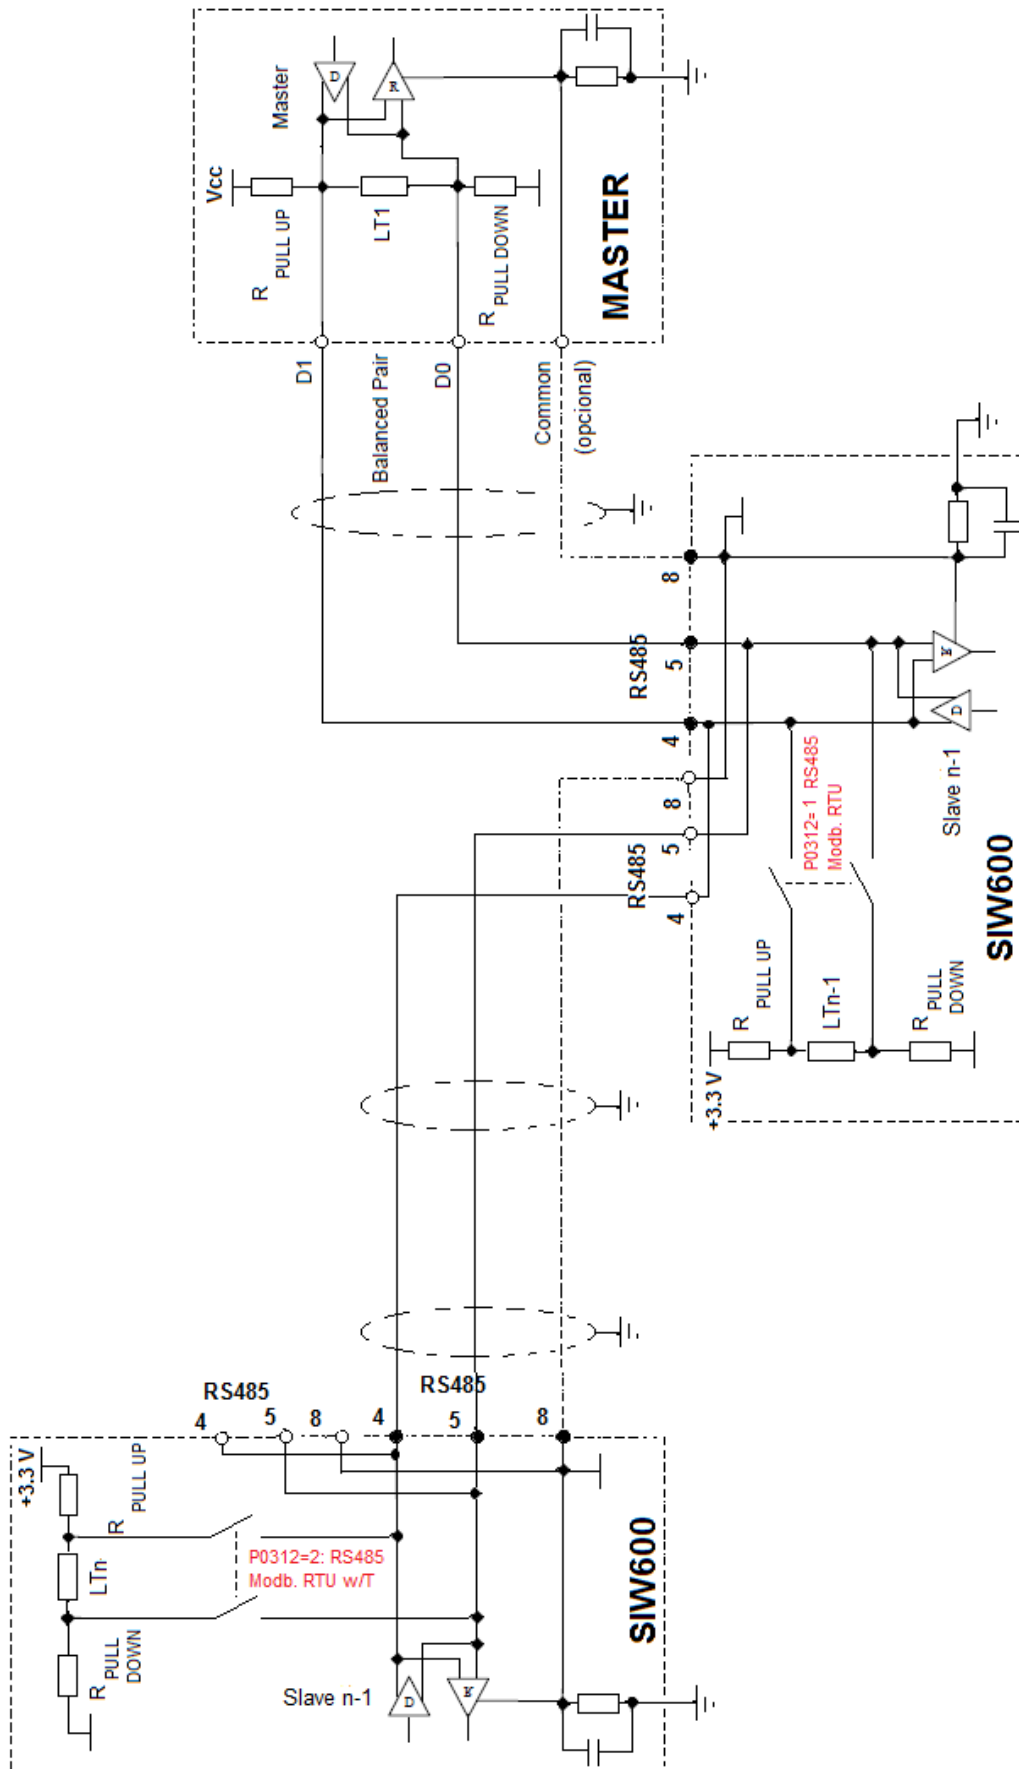 Master
Vcc
R
PULL UP
LT1
R
PULL DOWN
D
R
MASTER
D1
Balanced Pair
D0
Common
(opcional)
8
RS485
5
4
8
5
RS485
4
D
Slave n-1
P0312= 1 RS485
Modb. RTU
SIW600
R
PULL UP
LTn-1
R
PULL
DOWN
+3.3 V
RS485
4
5
8
RS485
4
5
8
+3.3 V
R
PULL UP
LTn
R
PULL
DOWN
P0312=2: RS485
Modb. RTU w/T
Slave n-1
D
SIW600